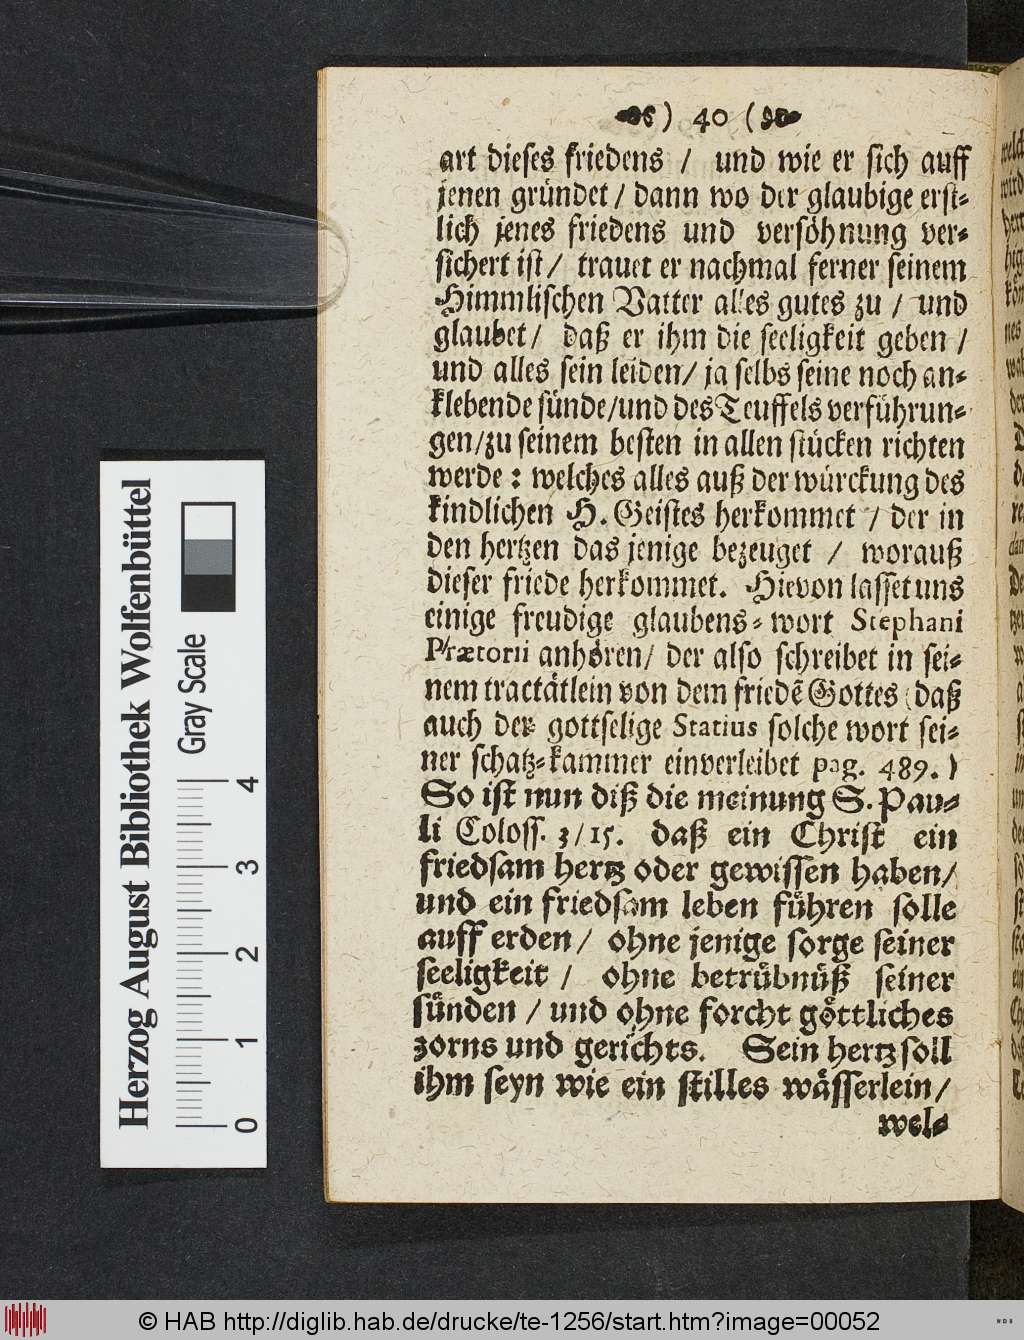 ) 40 (
art dieses friedens / und wie er sich auff
jenen gründet / dann wo der glaubige erst-
lich jenes friedens und versöhnung ver-
sichert ist / trauet er nachmal ferner seinem
Himmlischen Vatter alles gutes zu / und
glaubet / daß er ihm die seeligkeit geben /
und alles sein leiden / ja selbs seine noch an-
klebende sünde / und des Teuffels verführun-
gen / zu seinem besten in allen stücken richten
werde : welches alles auß der würckung des
kindlichen H. Geistes herkommet / der in
den hertzen das jenige bezeuget / worauß
dieser friede herkommet. Hievon lasset uns
einige freudige glaubens-wort Stephani
Prætorii anhören / der also schreibet in sei-
nem tractätlein von dem friedẽ Gottes (daß
auch der gottselige Statius solche wort sei-
ner schatz-kammer einverleibet pag. 489.)
So ist nun diß die meinung S. Pau-
li Coloss. 3 / 15. daß ein Christ ein
friedsam hertz oder gewissen haben /
und ein friedsam leben führen solle
auff erden / ohne jenige sorge seiner
seeligkeit / ohne betrübnüß seiner
sünden / und ohne forcht göttliches
zorns und gerichts. Sein hertz soll
ihm seyn wie ein stilles wässerlein /
wel-
Herzog August Bibliothek Wolfenbüttel
Gray Scale
0 1 2 3 4
© HAB http://diglib.hab.de/drucke/te-1256/start.htm?image=00052